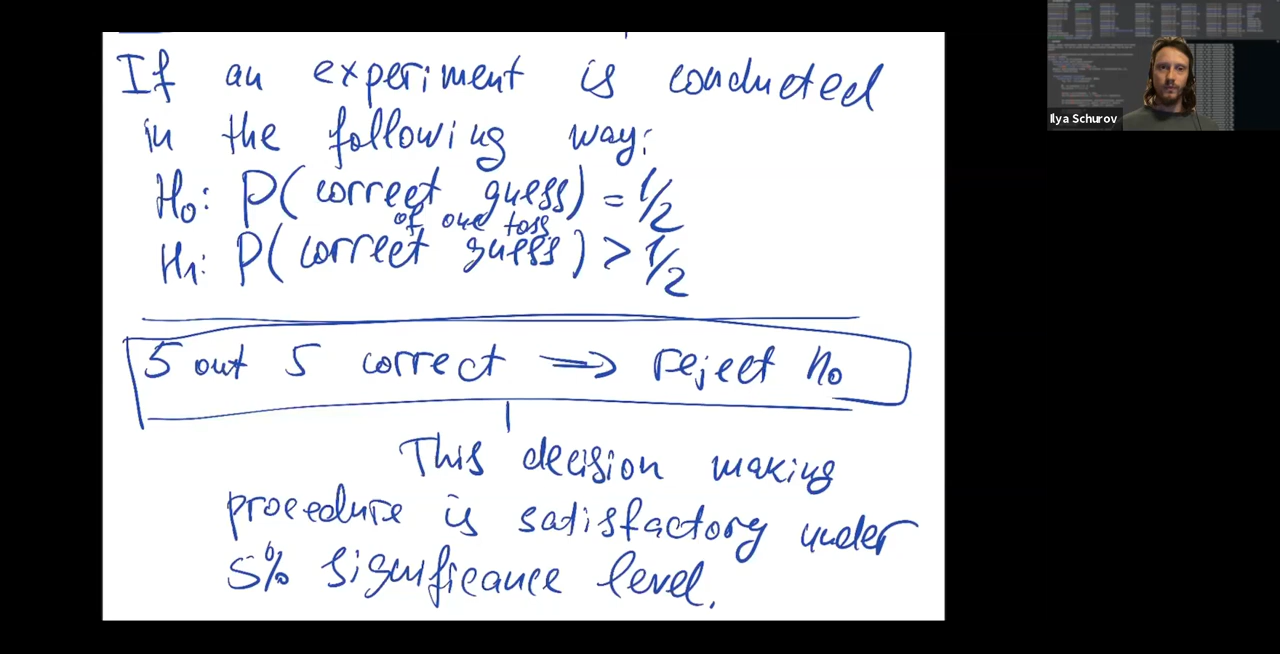 If an experiment is conducted
in the following way:
H₀: P(correct guess) = 1/2
of one toss
H₁: P(correct guess) > 1/2
5 out 5 correct ⟹ reject H₀
This decision making
procedure is satisfactory under
5% significance level.
Ilya Schurov